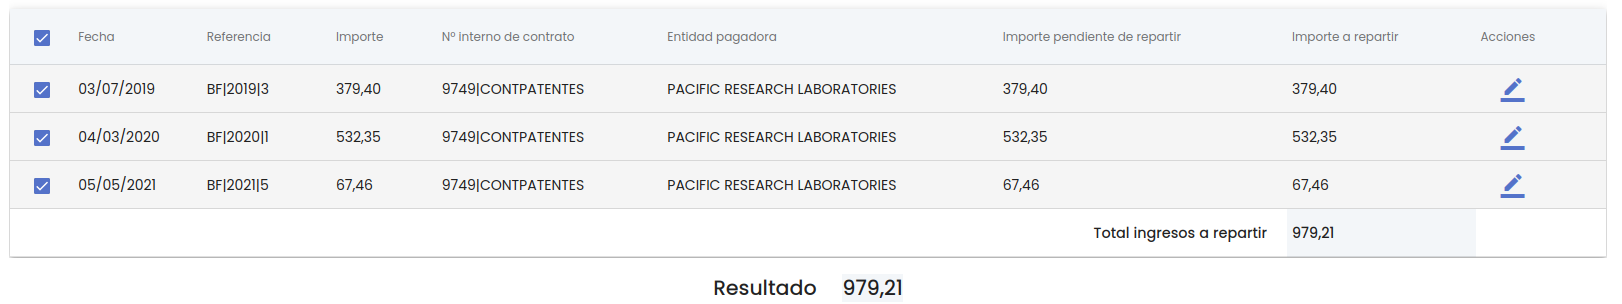 Fecha Referencia Importe Nº interno de contrato Entidad pagadora Importe pendiente de repartir Importe a repartir Acciones
03/07/2019 BF|2019|3 379,40 9749|CONTPATENTES PACIFIC RESEARCH LABORATORIES 379,40 379,40
04/03/2020 BF|2020|1 532,35 9749|CONTPATENTES PACIFIC RESEARCH LABORATORIES 532,35 532,35
05/05/2021 BF|2021|5 67,46 9749|CONTPATENTES PACIFIC RESEARCH LABORATORIES 67,46 67,46
Total ingresos a repartir 979,21
Resultado 979,21